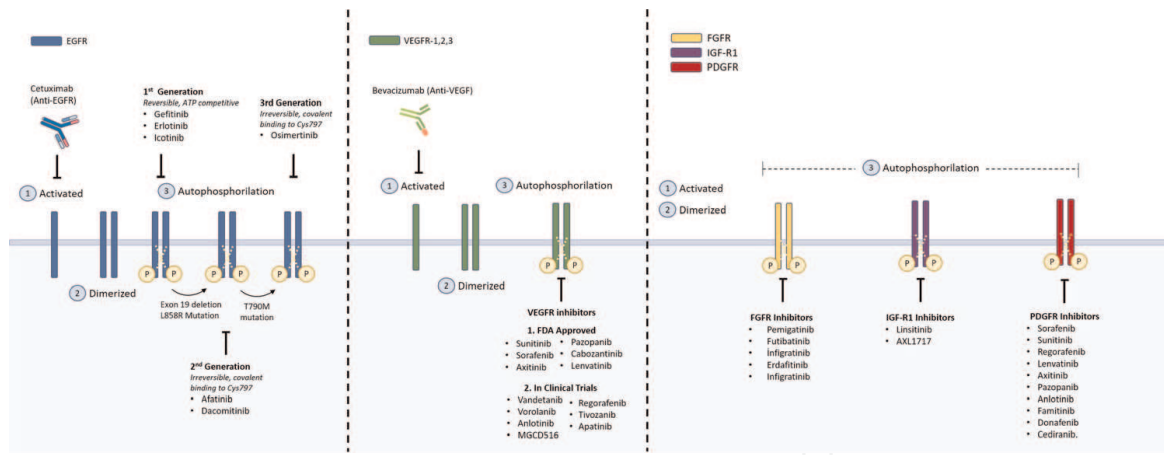 EGFR
Cetuximab
(Anti-EGFR)
1st Generation
Reversible, ATP competitive
• Gefitinib
• Erlotinib
• Icotinib
3rd Generation
Irreversible, covalent
binding to Cys797
• Osimertinib
1 Activated
3 Autophosphorilation
P P P P P P
2 Dimerized
Exon 19 deletion
L858R Mutation
T790M
mutation
2nd Generation
Irreversible, covalent
binding to Cys797
• Afatinib
• Dacomitinib
VEGFR-1,2,3
Bevacizumab (Anti-VEGF)
1 Activated
3 Autophosphorilation
P P
2 Dimerized
VEGFR inhibitors
1. FDA Approved
• Sunitinib
• Sorafenib
• Axitinib
• Pazopanib
• Cabozantinib
• Lenvatinib
2. In Clinical Trials
• Vandetanib
• Vorolanib
• Anlotinib
• MGCD516
• Regorafenib
• Tivozanib
• Apatinib
FGFR
IGF-R1
PDGFR
3 Autophosphorilation
1 Activated
2 Dimerized
P P P P P P
FGFR Inhibitors
• Pemigatinib
• Futibatinib
• İnfigratinib
• Erdafitinib
• Infigratinib
IGF-R1 Inhibitors
• Linsitinib
• AXL1717
PDGFR Inhibitors
• Sorafenib
• Sunitinib
• Regorafenib
• Lenvatinib
• Axitinib
• Pazopanib
• Anlotinib
• Famitinib
• Donafenib
• Cediranib.